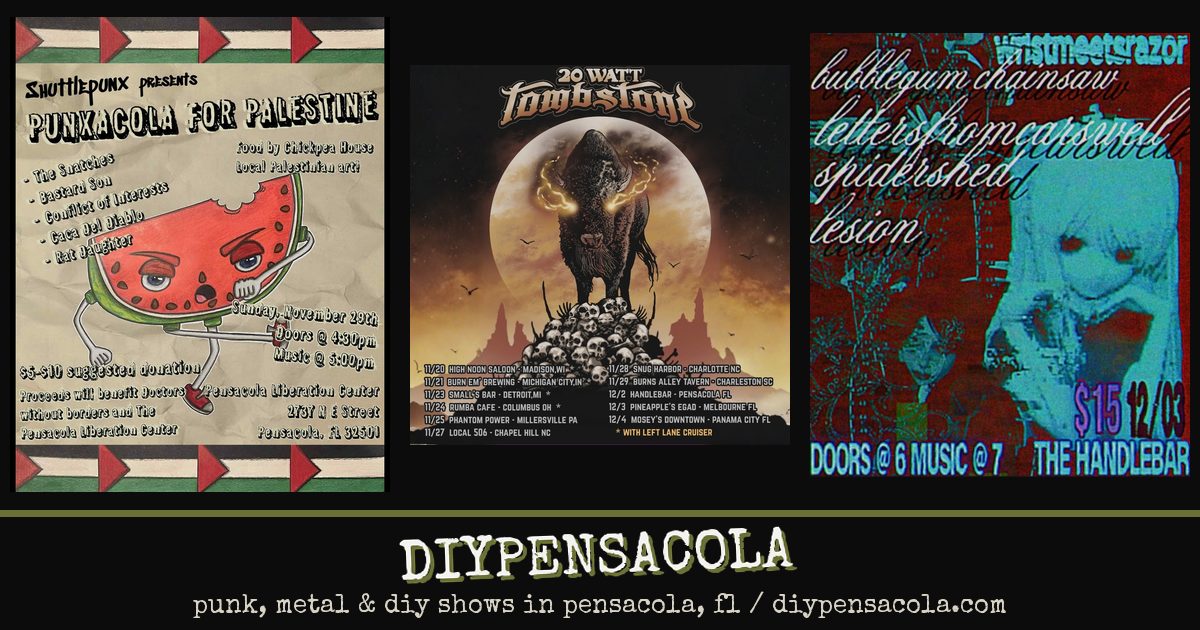 Shuttlepunx presents
PUNXACOLA FOR PALESTINE
Food by Chickpea House
Local Palestinian art!
- The Snatches
- Bastard Son
- Conflict of Interests
- Caca Del Diablo
- Rat Daughter
Sunday, November 29th
Doors @ 4:30pm
Music @ 5:00pm
$5-$10 suggested donation
Proceeds will benefit Doctors
without borders and The
Pensacola Liberation Center
Pensacola Liberation Center
2737 N E Street
Pensacola, FL 32501
20 WATT
Tombstone
11/20 HIGH NOON SALOON - MADISON, WI
11/21 BURN EM' BREWING - MICHIGAN CITY, IN
11/23 SMALL'S BAR - DETROIT, MI *
11/24 RUMBA CAFE - COLUMBUS OH *
11/25 PHANTOM POWER - MILLERSVILLE PA
11/27 LOCAL 506 - CHAPEL HILL NC
11/28 SNUG HARBOR - CHARLOTTE NC
11/29 BURNS ALLEY TAVERN - CHARLESTON SC
12/2 HANDLEBAR - PENSACOLA FL
12/3 PINEAPPLE'S EGAD - MELBOURNE FL
12/4 MOSEY'S DOWNTOWN - PANAMA CITY FL
* WITH LEFT LANE CRUISER
wristmeetsrazor
bubblegum chainsaw
lettersfromcarswell
spidershed
lesion
$15 12/03
DOORS @ 6 MUSIC @ 7 THE HANDLEBAR
DIYPENSACOLA
punk, metal & diy shows in pensacola, fl / diypensacola.com